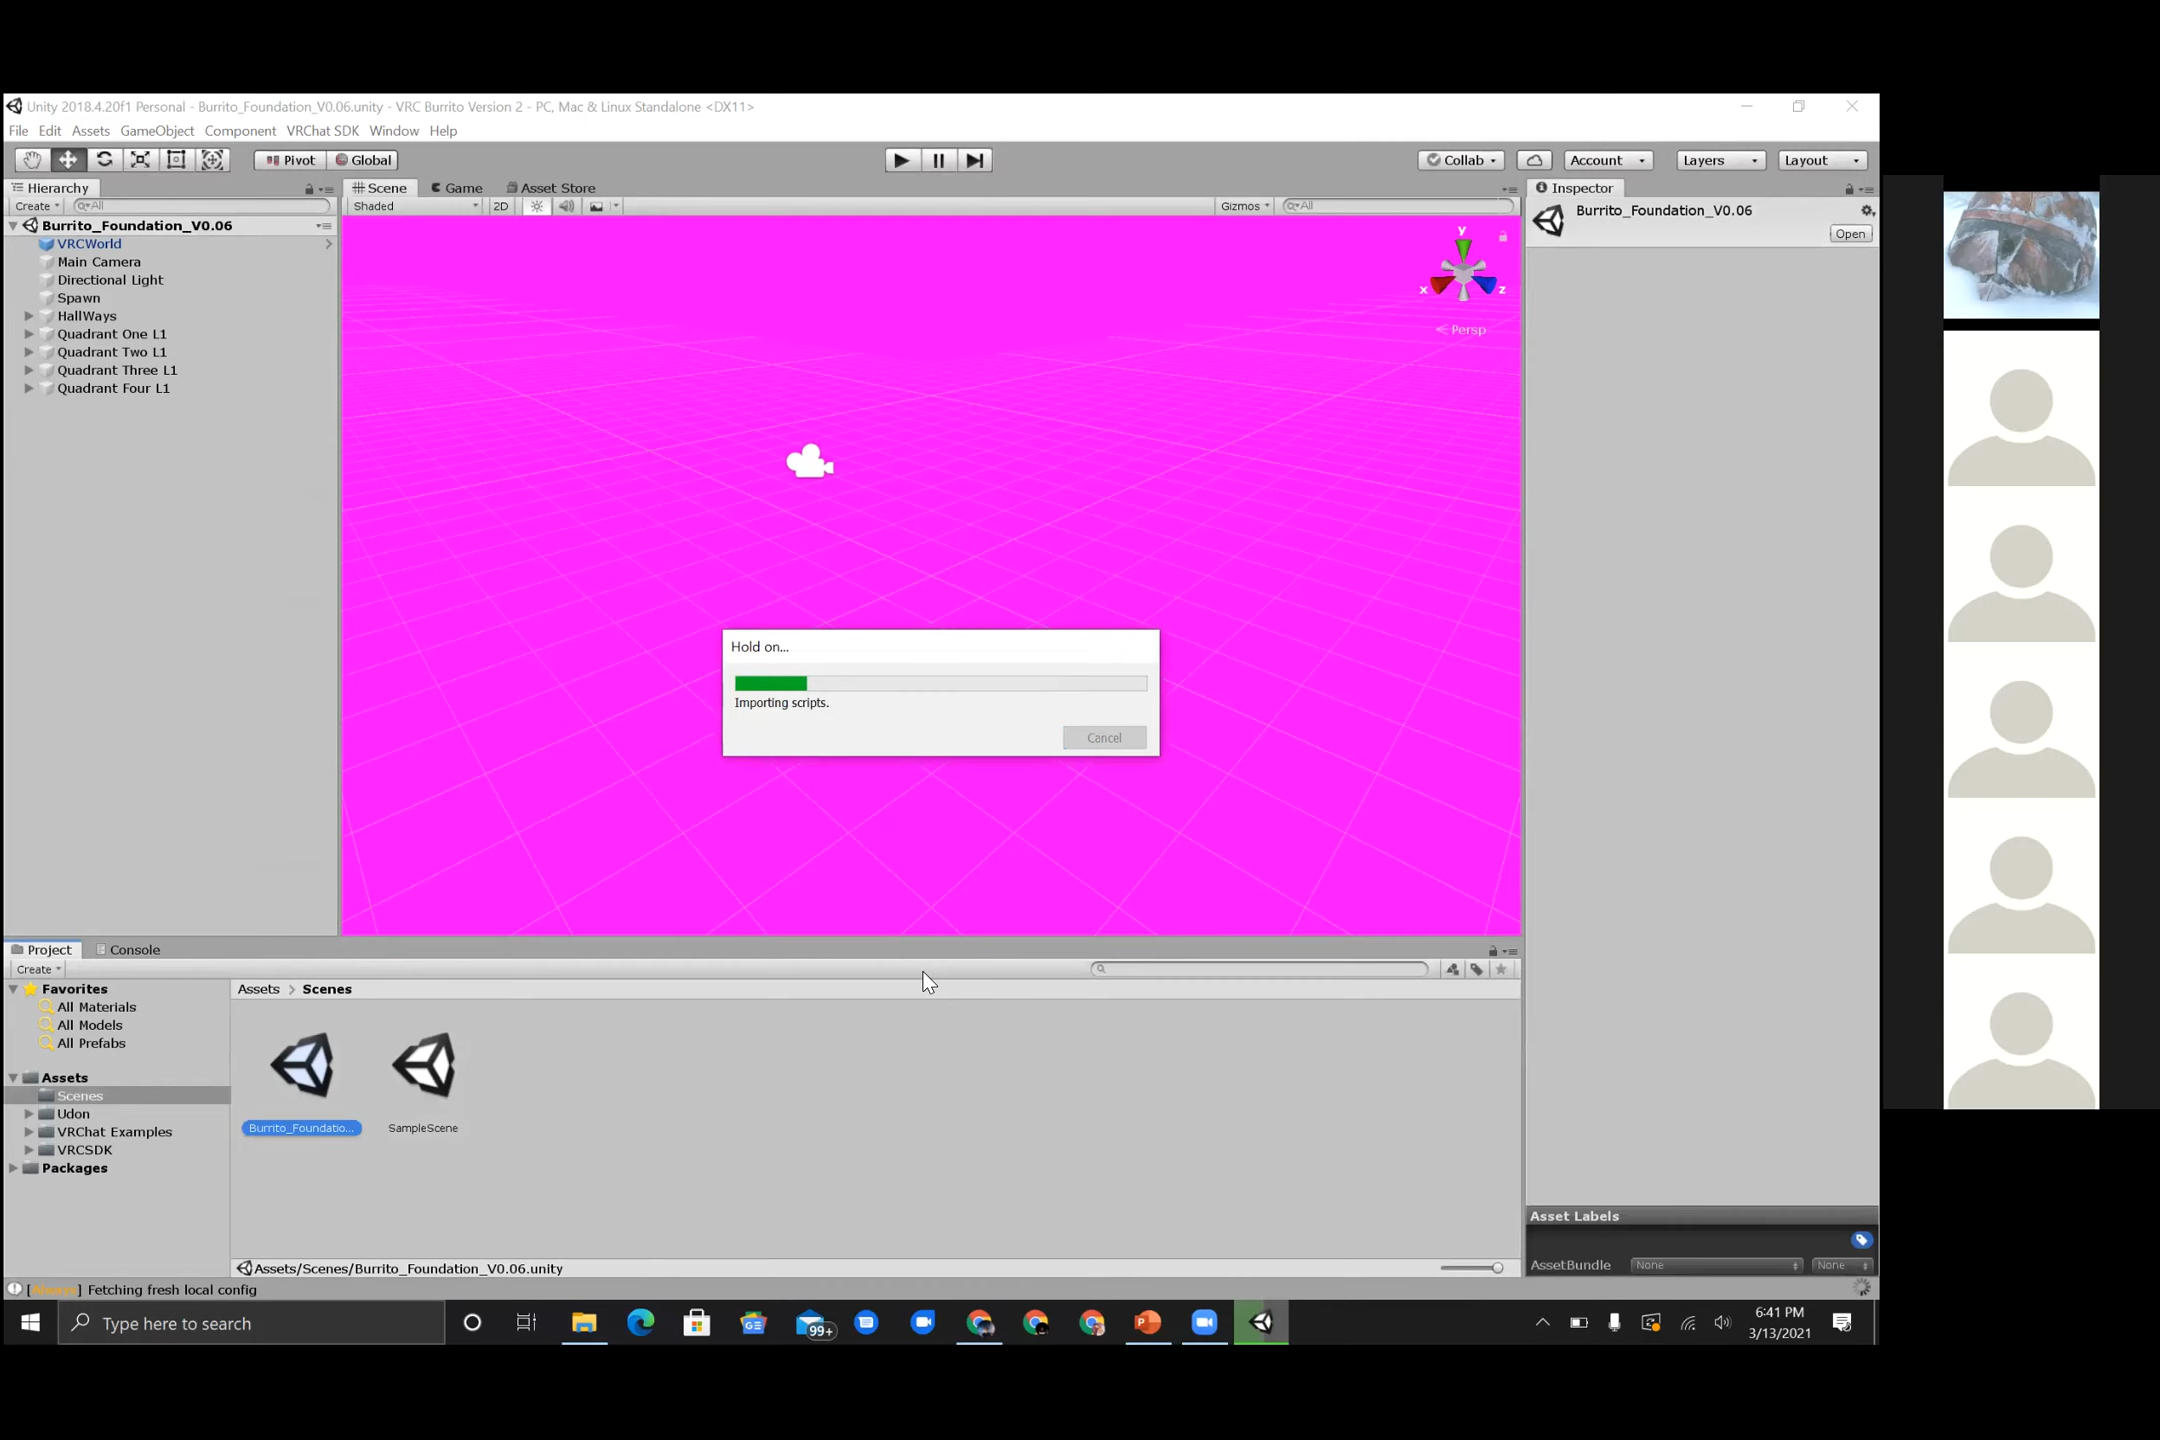 Unity 2018.4.20f1 Personal - Burrito_Foundation_V0.06.unity - VRC Burrito Version 2 - PC, Mac & Linux Standalone <DX11>
File Edit Assets GameObject Component VRChat SDK Window Help
Pivot Global Collab Account Layers Layout
Hierarchy
Create All
Burrito_Foundation_V0.06
VRCWorld
Main Camera
Directional Light
Spawn
HallWays
Quadrant One L1
Quadrant Two L1
Quadrant Three L1
Quadrant Four L1
Scene Game Asset Store
Shaded 2D Gizmos All
y
x z
Persp
Hold on...
Importing scripts.
Cancel
Inspector
Burrito_Foundation_V0.06
Open
Project Console
Create
Favorites
All Materials
All Models
All Prefabs
Assets
Scenes
Udon
VRChat Examples
VRCSDK
Packages
Assets > Scenes
Burrito_Foundatio...
SampleScene
Assets/Scenes/Burrito_Foundation_V0.06.unity
Asset Labels
AssetBundle None None
[Always] Fetching fresh local config
Type here to search
99+
6:41 PM
3/13/2021